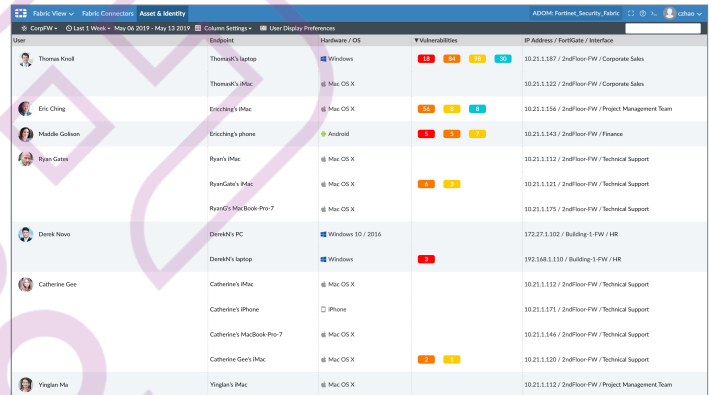 Fabric View Fabric Connectors Asset & Identity ADOM: Fortinet_Security_Fabric czhao
CorpFW Last 1 Week May 06 2019 - May 13 2019 Column Settings User Display Preferences
User Endpoint Hardware / OS Vulnerabilities IP Address / FortiGate / Interface
Thomas Knoll ThomasK's laptop Windows 18 84 98 30 10.21.1.187 / 2ndFloor-FW / Corporate Sales
ThomasK's iMac Mac OS X 10.21.1.122 / 2ndFloor-FW / Corporate Sales
Eric Ching Ericching's iMac Mac OS X 56 8 8 10.21.1.156 / 2ndFloor-FW / Project Management Team
Maddie Golison Ericching's phone Android 5 5 7 10.21.1.143 / 2ndFloor-FW / Finance
Ryan Gates Ryan's iMac Mac OS X 10.21.1.112 / 2ndFloor-FW / Technical Support
RyanGate's iMac Mac OS X 6 3 10.21.1.121 / 2ndFloor-FW / Technical Support
RyanG's MacBook-Pro-7 Mac OS X 10.21.1.175 / 2ndFloor-FW / Technical Support
Derek Novo DerekN's PC Windows 10 / 2016 172.27.1.102 / Building-1-FW / HR
DerekN's laptop Windows 3 192.168.1.110 / Building-1-FW / HR
Catherine Gee Catherine's iMac Mac OS X 10.21.1.112 / 2ndFloor-FW / Technical Support
Catherine's iPhone iPhone 10.21.1.171 / 2ndFloor-FW / Technical Support
Catherine's MacBook-Pro-7 Mac OS X 10.21.1.146 / 2ndFloor-FW / Technical Support
Catherine Gee's iMac Mac OS X 2 1 10.21.1.120 / 2ndFloor-FW / Technical Support
Yinglan Ma Yinglan's iMac Mac OS X 10.21.1.112 / 2ndFloor-FW / Project Management Team